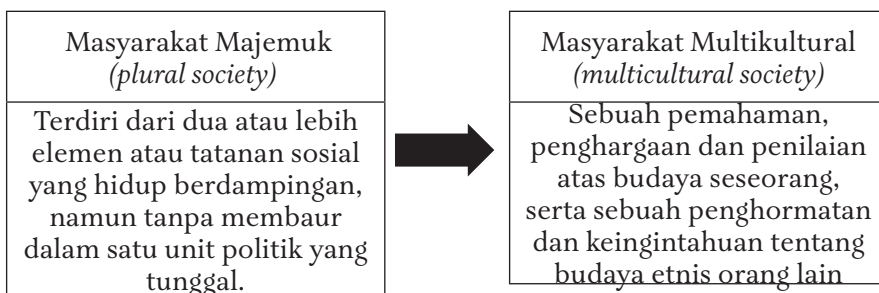 Masyarakat Majemuk
(plural society)
Terdiri dari dua atau lebih
elemen atau tatanan sosial
yang hidup berdampingan,
namun tanpa membaur
dalam satu unit politik yang
tunggal.
Masyarakat Multikultural
(multicultural society)
Sebuah pemahaman,
penghargaan dan penilaian
atas budaya seseorang,
serta sebuah penghormatan
dan keingintahuan tentang
budaya etnis orang lain